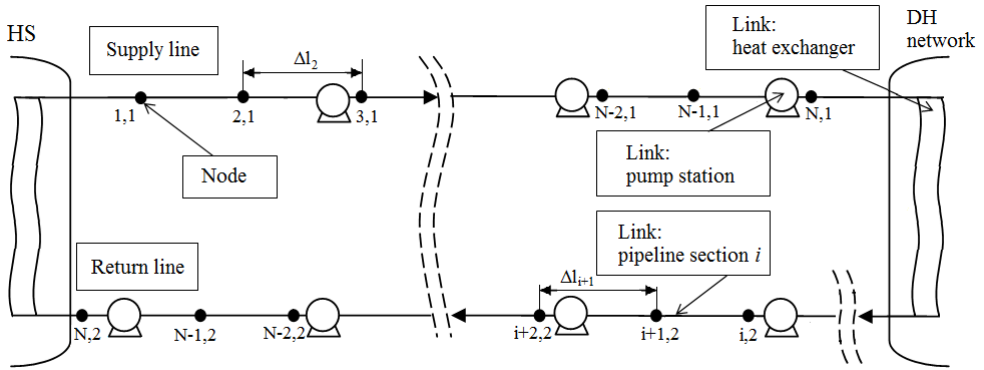 HS
Supply line
Δl2
Link:
heat exchanger
DH
network
1,1
2,1
3,1
N-2,1
N-1,1
N,1
Node
Link:
pump station
Return line
Link:
pipeline section i
Δli+1
N,2
N-1,2
N-2,2
i+2,2
i+1,2
i,2